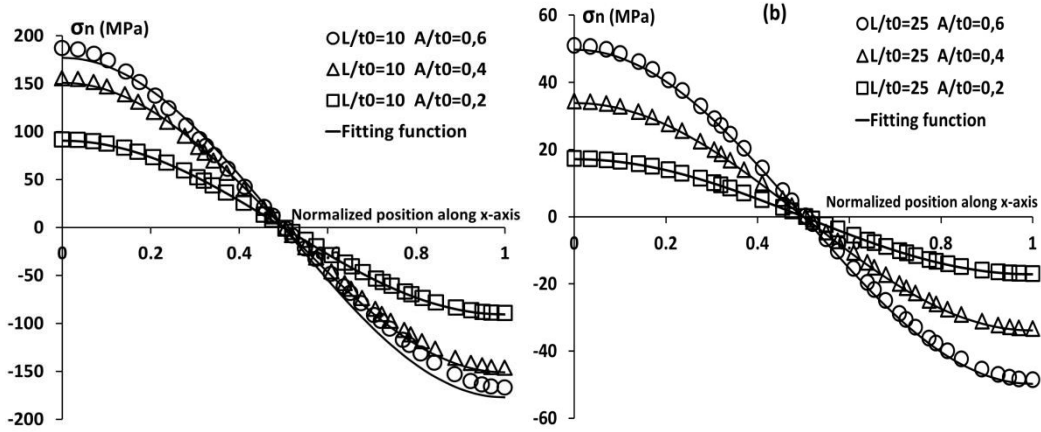 σn (MPa)
200
150
100
50
0
-50
-100
-150
-200
0
0.2
0.4
0.6
0.8
1
Normalized position along x-axis
L/t0=10 A/t0=0,6
L/t0=10 A/t0=0,4
L/t0=10 A/t0=0,2
Fitting function
σn (MPa)
(b)
60
40
20
0
-20
-40
-60
0
0.2
0.4
0.6
0.8
1
Normalized position along x-axis
L/t0=25 A/t0=0,6
L/t0=25 A/t0=0,4
L/t0=25 A/t0=0,2
Fitting function